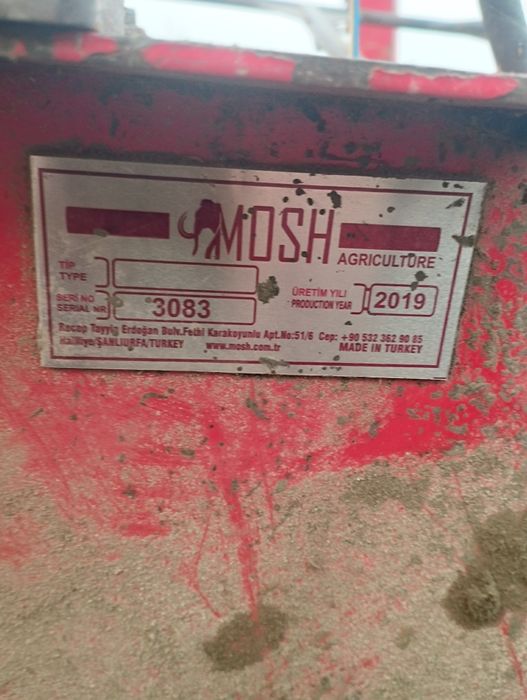 MOSH
AGRICULTURE
TİP
TYPE
ÜRETİM YILI
PRODUCTION YEAR
2019
SERİ NO
SERIAL NR
3083
Recep Tayyip Erdoğan Bulv.Fethi Karakoyunlu Apt.No:51/6 Cep: +90 532 362 90 85
Haliliye/ŞANLIURFA/TURKEY www.mosh.com.tr MADE IN TURKEY